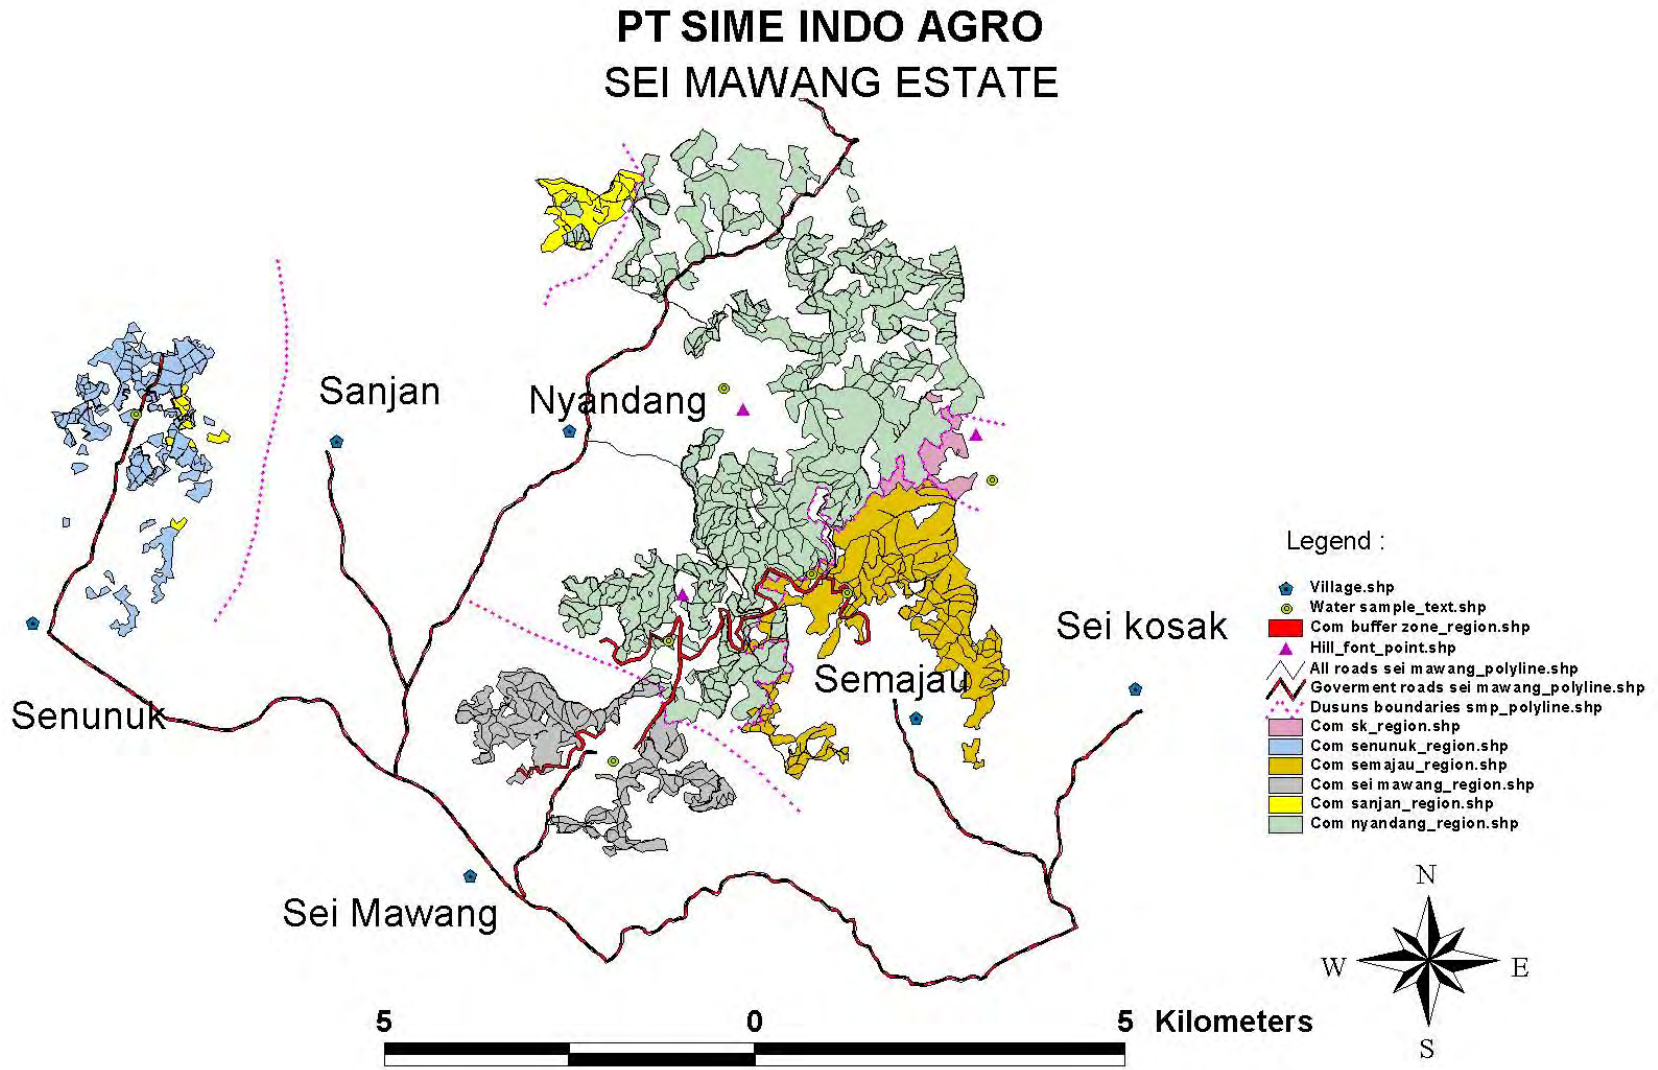 PT SIME INDO AGRO
SEI MAWANG ESTATE
Sanjan
Nyandang
Sei kosak
Semajau
Senunuk
Sei Mawang
Legend :
Village.shp
Water sample_text.shp
Com buffer zone_region.shp
Hill_font_point.shp
All roads sei mawang_polyline.shp
Goverment roads sei mawang_polyline.shp
Dusuns boundaries smp_polyline.shp
Com sk_region.shp
Com senunuk_region.shp
Com semajau_region.shp
Com sei mawang_region.shp
Com sanjan_region.shp
Com nyandang_region.shp
N
W E
S
5 0 5 Kilometers